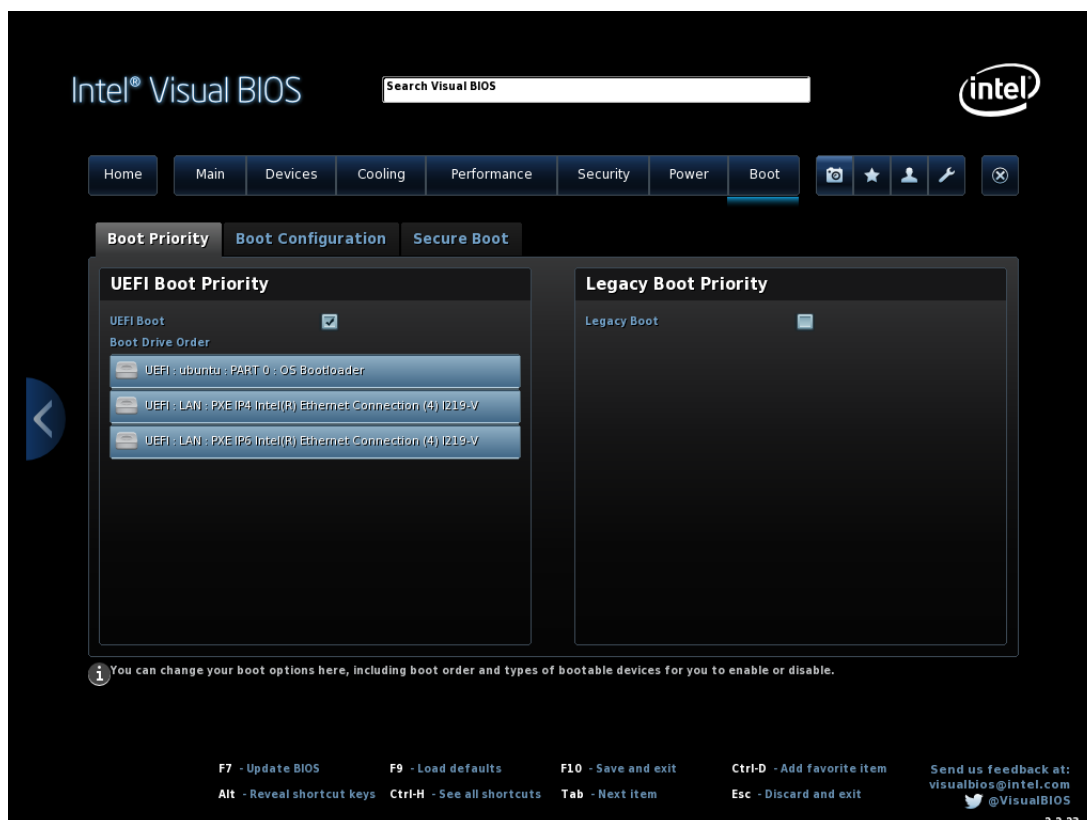 Intel® Visual BIOS
Search Visual BIOS
intel
Home Main Devices Cooling Performance Security Power Boot
Boot Priority Boot Configuration Secure Boot
UEFI Boot Priority
UEFI Boot
Boot Drive Order
UEFI : ubuntu : PART 0 : OS Bootloader
UEFI : LAN : PXE IP4 Intel(R) Ethernet Connection (4) I219-V
UEFI : LAN : PXE IP6 Intel(R) Ethernet Connection (4) I219-V
Legacy Boot Priority
Legacy Boot
i You can change your boot options here, including boot order and types of bootable devices for you to enable or disable.
F7 - Update BIOS F9 - Load defaults F10 - Save and exit Ctrl-D - Add favorite item
Alt - Reveal shortcut keys Ctrl-H - See all shortcuts Tab - Next item Esc - Discard and exit
Send us feedback at:
visualbios@intel.com
@VisualBIOS